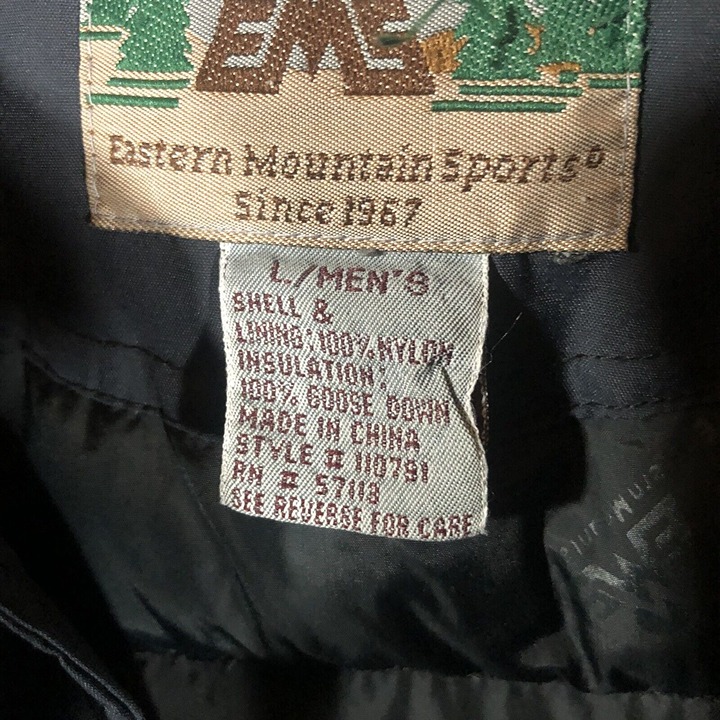 EMS
Eastern Mountain Sports®
Since 1967
L/MEN'S
SHELL &
LINING: 100% NYLON
INSULATION:
100% GOOSE DOWN
MADE IN CHINA
STYLE # 110791
RN # 57118
SEE REVERSE FOR CARE